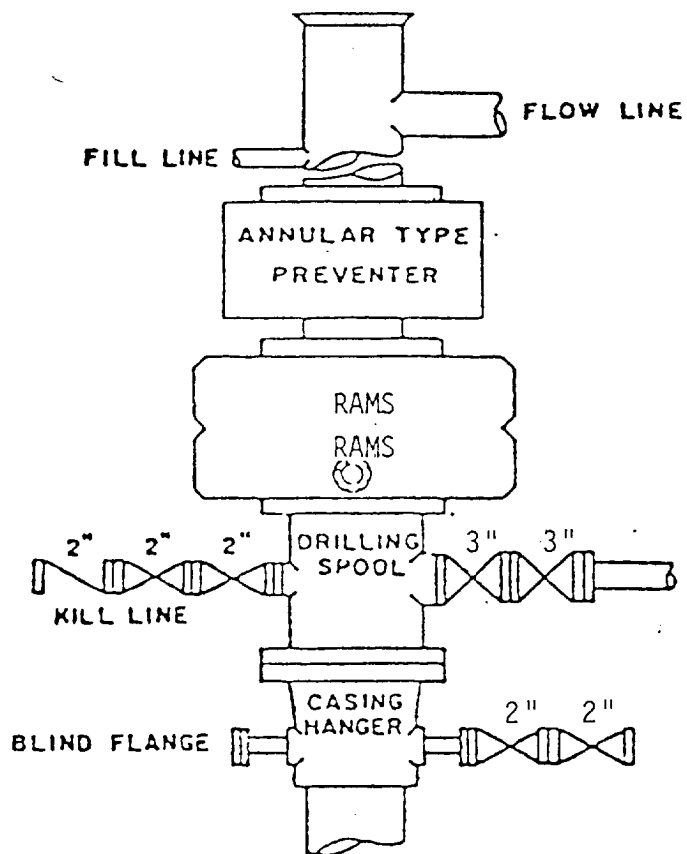 FLOW LINE
FILL LINE
ANNULAR TYPE
PREVENTER
RAMS
RAMS
2" 2" 2"
DRILLING
SPOOL
3" 3"
KILL LINE
CASING
HANGER
2" 2"
BLIND FLANGE